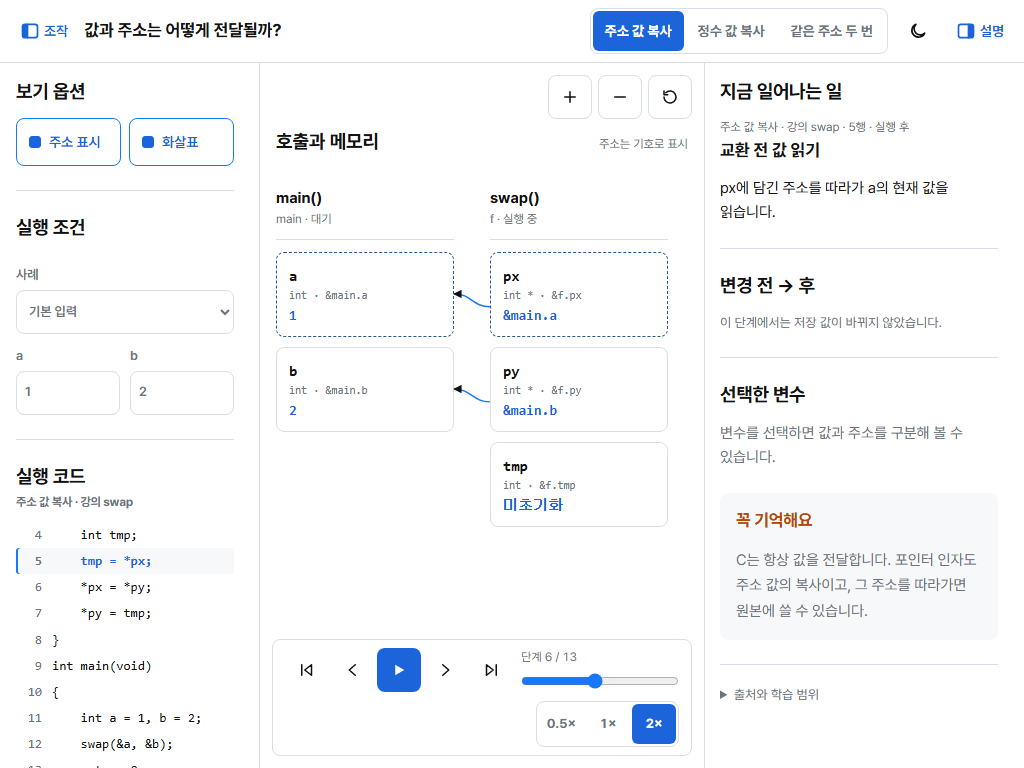 조작
값과 주소는 어떻게 전달될까?
주소 값 복사
정수 값 복사
같은 주소 두 번
설명
보기 옵션
주소 표시
화살표
실행 조건
사례
기본 입력
a
b
1
2
실행 코드
주소 값 복사 · 강의 swap
4 int tmp;
5 tmp = *px;
6 *px = *py;
7 *py = tmp;
8 }
9 int main(void)
10 {
11 int a = 1, b = 2;
12 swap(&a, &b);
호출과 메모리
주소는 기호로 표시
main()
main · 대기
a
int · &main.a
1
b
int · &main.b
2
swap()
f · 실행 중
px
int * · &f.px
&main.a
py
int * · &f.py
&main.b
tmp
int · &f.tmp
미초기화
단계 6 / 13
0.5×
1×
2×
지금 일어나는 일
주소 값 복사 · 강의 swap · 5행 · 실행 후
교환 전 값 읽기
px에 담긴 주소를 따라가 a의 현재 값을
읽습니다.
변경 전 → 후
이 단계에서는 저장 값이 바뀌지 않았습니다.
선택한 변수
변수를 선택하면 값과 주소를 구분해 볼 수
있습니다.
꼭 기억해요
C는 항상 값을 전달합니다. 포인터 인자도
주소 값의 복사이고, 그 주소를 따라가면
원본에 쓸 수 있습니다.
출처와 학습 범위